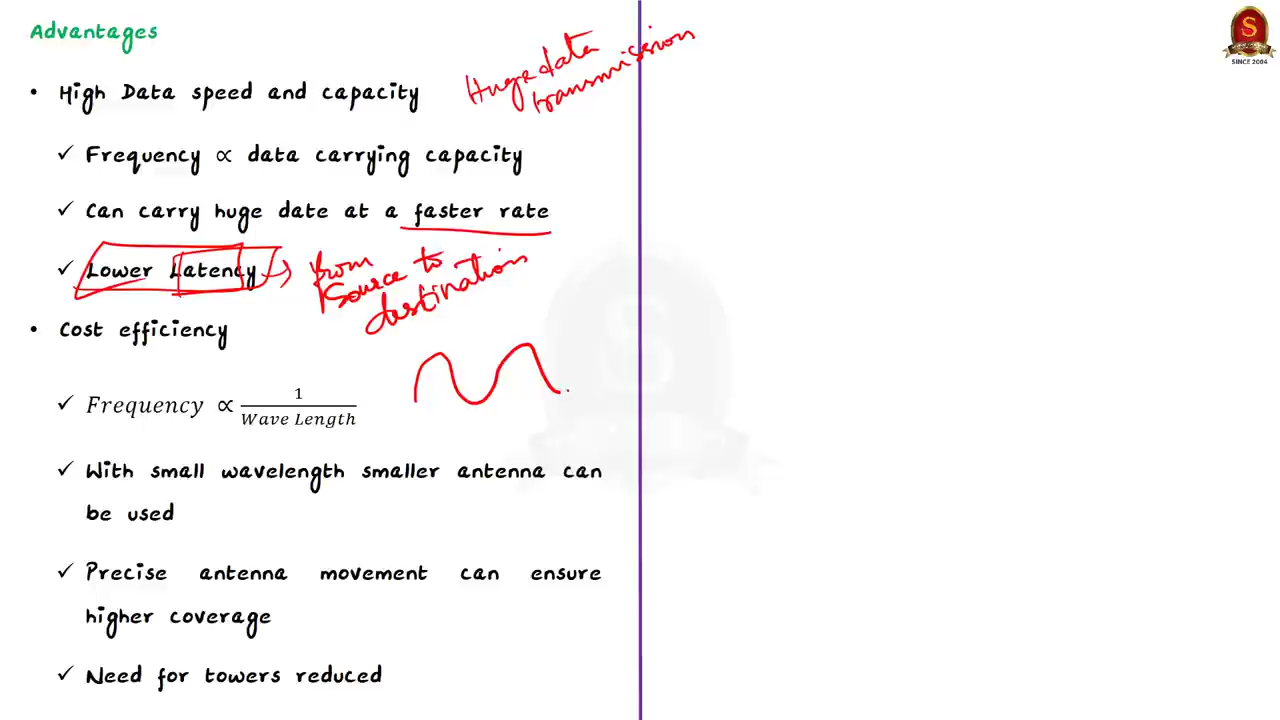 Advantages
• High Data speed and capacity
Huge data
transmission
✓ Frequency ∝ data carrying capacity
✓ Can carry huge date at a faster rate
✓ Lower Latency
from
source to
destination
• Cost efficiency
✓ Frequency ∝ 1 / Wave Length
✓ With small wavelength smaller antenna can
be used
✓ Precise antenna movement can ensure
higher coverage
✓ Need for towers reduced
S
SINCE 2004